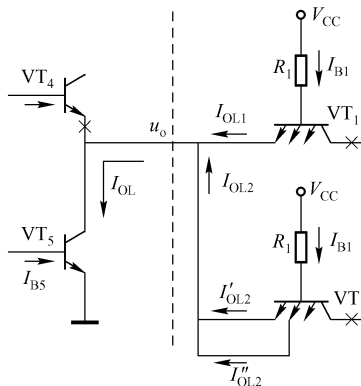 V_CC
VT_4
R_1
I_B1
I_OL1
VT_1
u_o
I_OL
I_OL2
V_CC
R_1
I_B1
VT_5
I_B5
I'_OL2
VT
I''_OL2